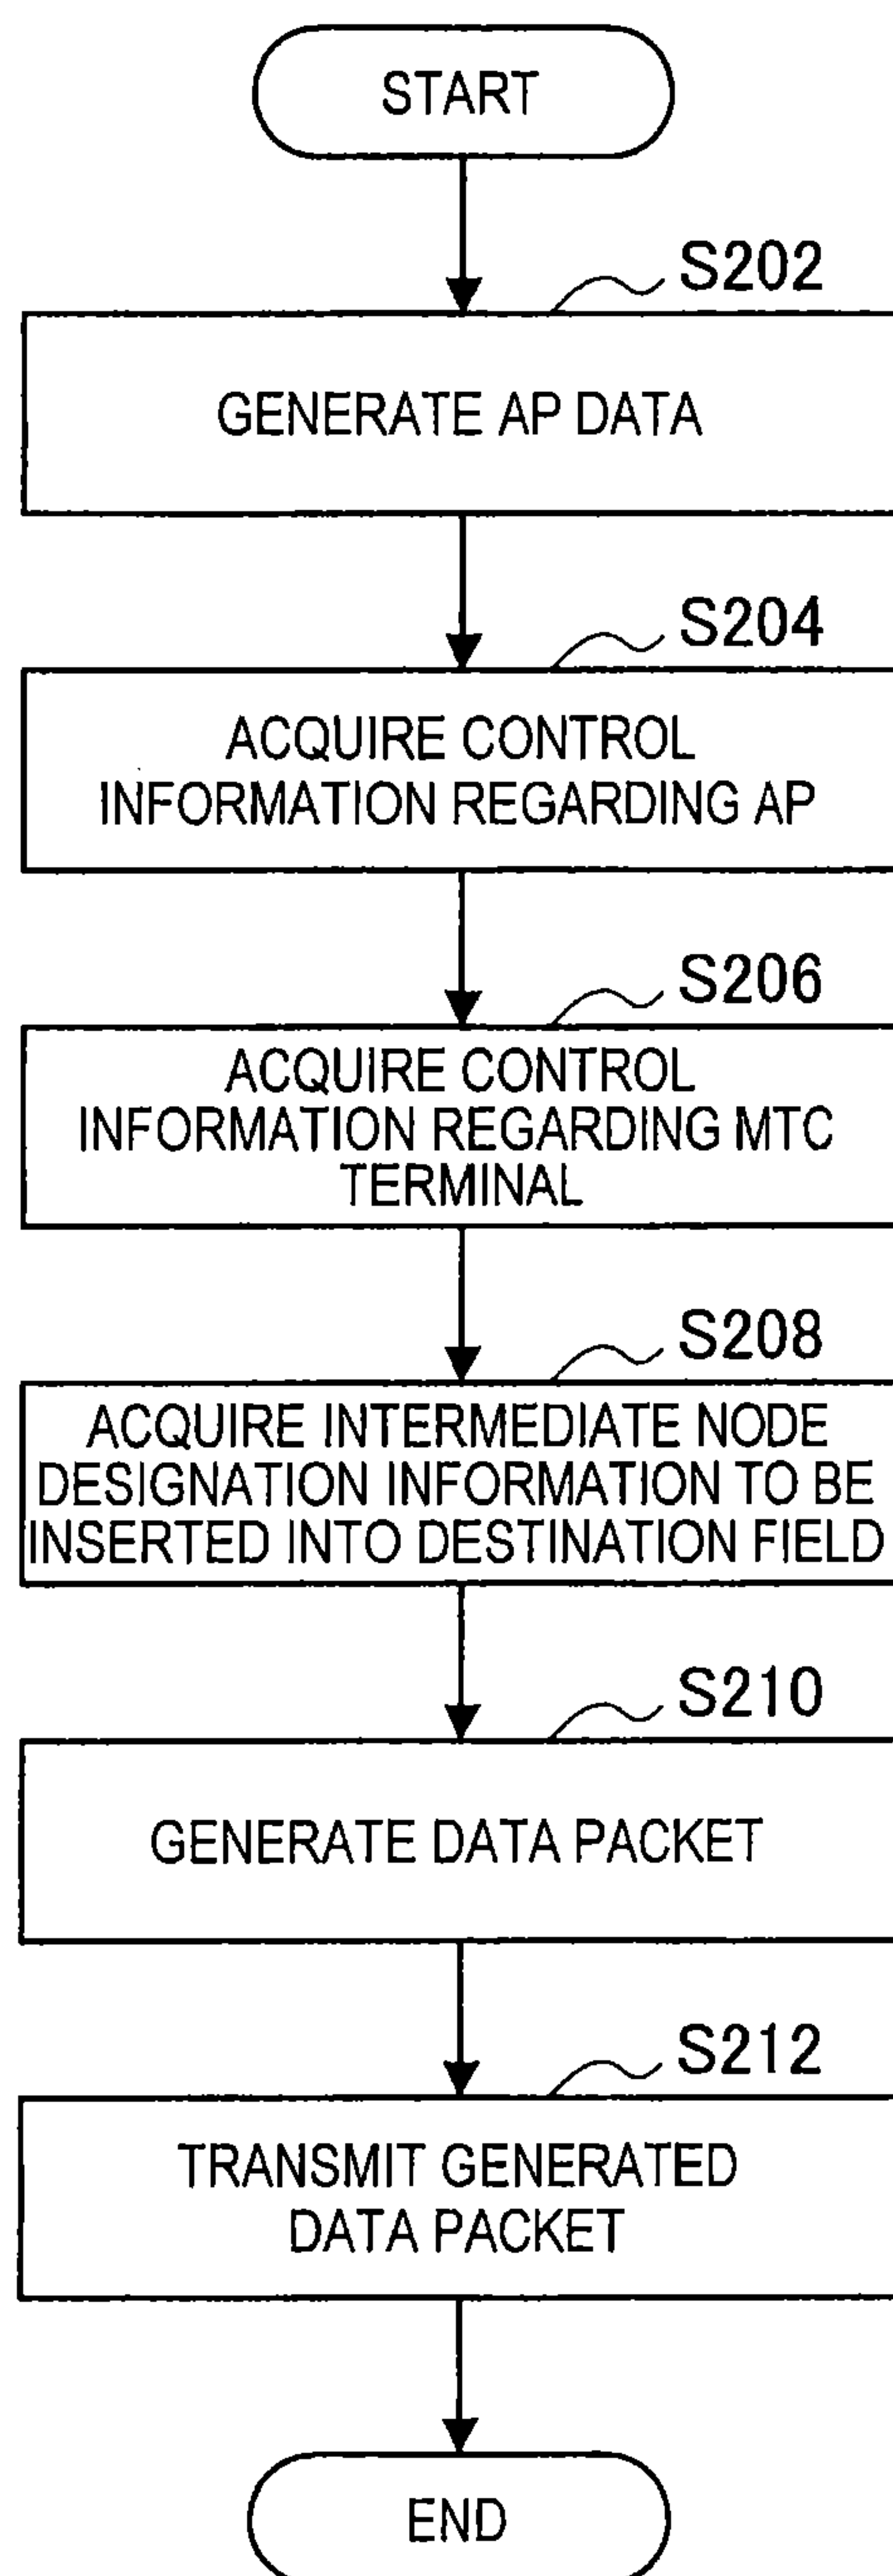 START
S202
GENERATE AP DATA
S204
ACQUIRE CONTROL
INFORMATION REGARDING AP
S206
ACQUIRE CONTROL
INFORMATION REGARDING MTC
TERMINAL
S208
ACQUIRE INTERMEDIATE NODE
DESIGNATION INFORMATION TO BE
INSERTED INTO DESTINATION FIELD
S210
GENERATE DATA PACKET
S212
TRANSMIT GENERATED
DATA PACKET
END